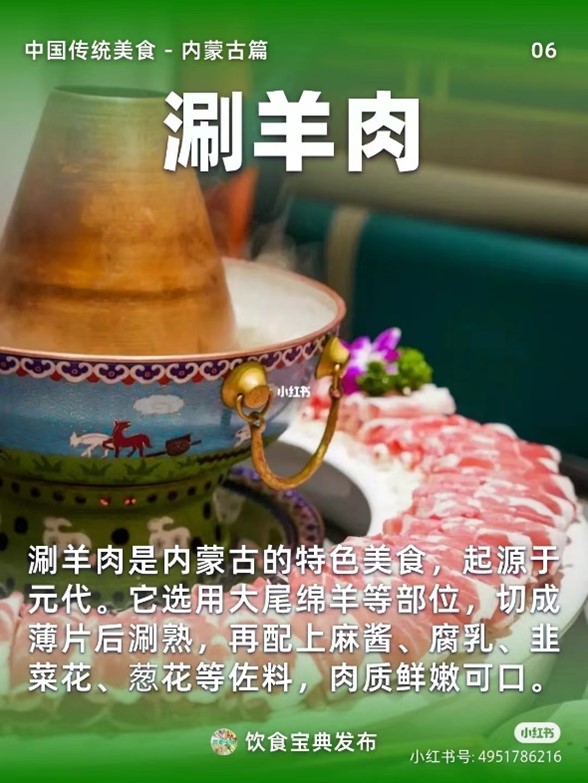 中国传统美食 - 内蒙古篇
06
涮羊肉
小红书
涮羊肉是内蒙古的特色美食，起源于
元代。它选用大尾绵羊等部位，切成
薄片后涮熟，再配上麻酱、腐乳、韭
菜花、葱花等佐料，肉质鲜嫩可口。
饮食宝典发布
小红书
小红书号: 4951786216